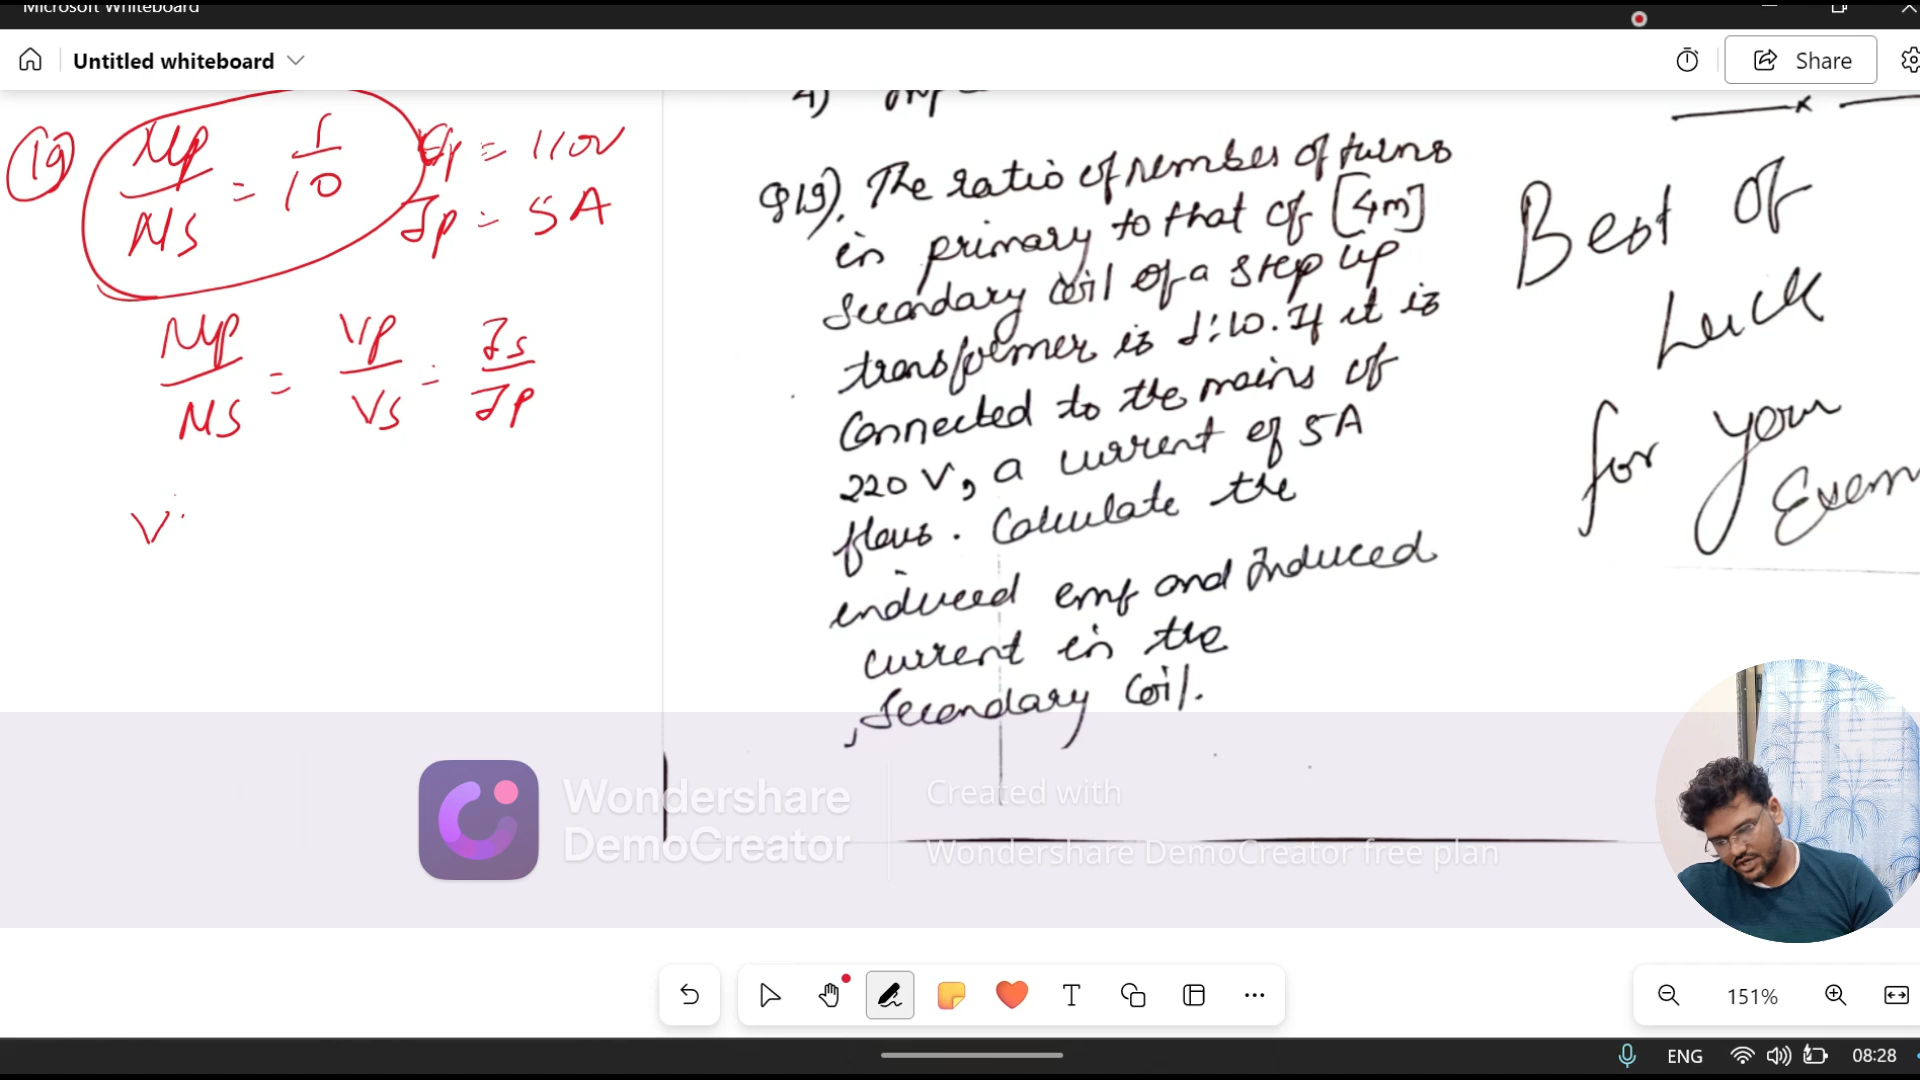 Microsoft Whiteboard
Untitled whiteboard
Share
19
Np/Ns = 1/10
Ep = 110V
Ip = 5A
Np/Ns = Vp/Vs = Is/Ip
V
4)
Q19). The ratio of number of turns
in primary to that of [4m]
Secondary coil of a step up
transformer is 1:10. If it is
Connected to the mains of
220 V, a current of 5A
flows. Calculate the
induced emf and Induced
current in the
Secondary Coil.
Best of
Luck
for your
Exam
Wondershare
DemoCreator
Created with
Wondershare DemoCreator free plan
151%
ENG
08:28